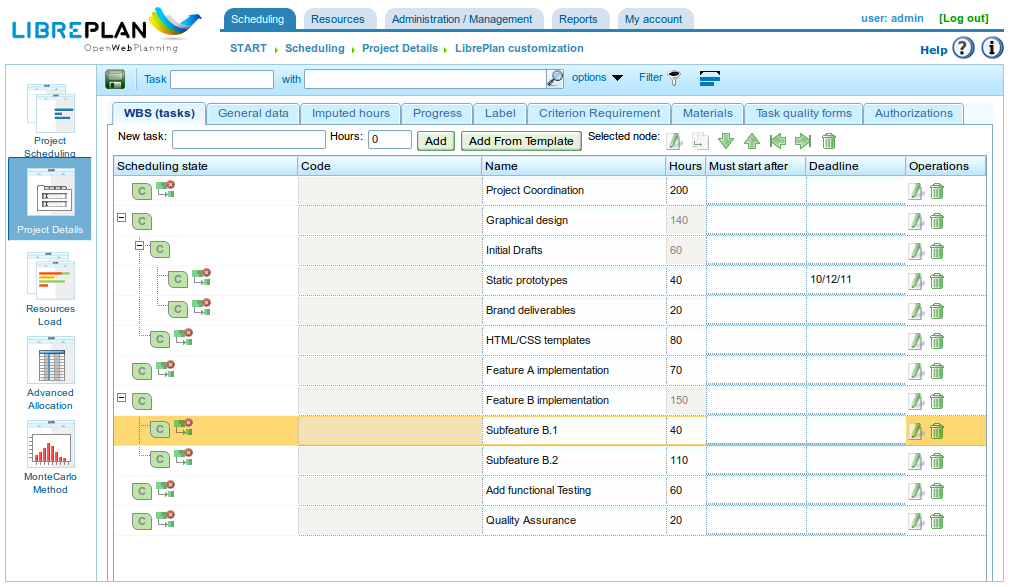 LIBREPLAN
OpenWebPlanning
Scheduling Resources Administration / Management Reports My account
user: admin [Log out]
START Scheduling Project Details LibrePlan customization
Help ? i
Task with options Filter
Project
Scheduling
Project Details
Resources
Load
Advanced
Allocation
MonteCarlo
Method
WBS (tasks) General data Imputed hours Progress Label Criterion Requirement Materials Task quality forms Authorizations
New task: Hours: 0 Add Add From Template Selected node:
Scheduling state Code Name Hours Must start after Deadline Operations
C Project Coordination 200
C Graphical design 140
C Initial Drafts 60
C Static prototypes 40 10/12/11
C Brand deliverables 20
C HTML/CSS templates 80
C Feature A implementation 70
C Feature B implementation 150
C Subfeature B.1 40
C Subfeature B.2 110
C Add functional Testing 60
C Quality Assurance 20